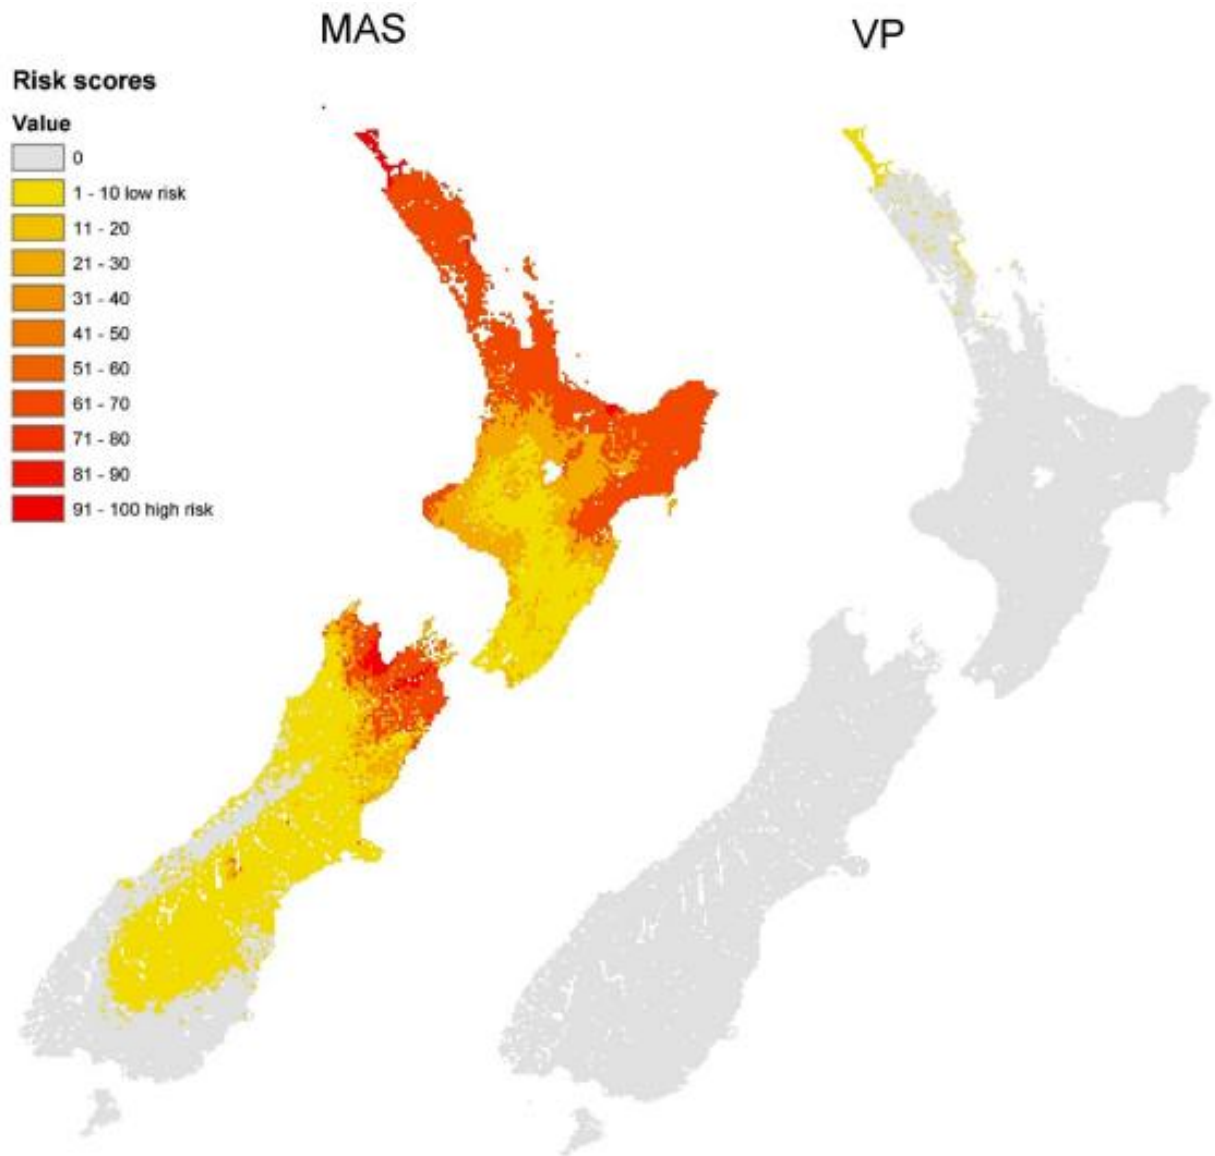 MAS
VP
Risk scores
Value
0
1 - 10 low risk
11 - 20
21 - 30
31 - 40
41 - 50
51 - 60
61 - 70
71 - 80
81 - 90
91 - 100 high risk